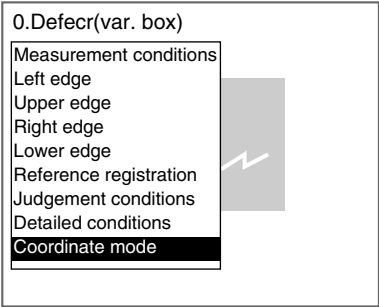 0.Defecr(var. box)
Measurement conditions
Left edge
Upper edge
Right edge
Lower edge
Reference registration
Judgement conditions
Detailed conditions
Coordinate mode